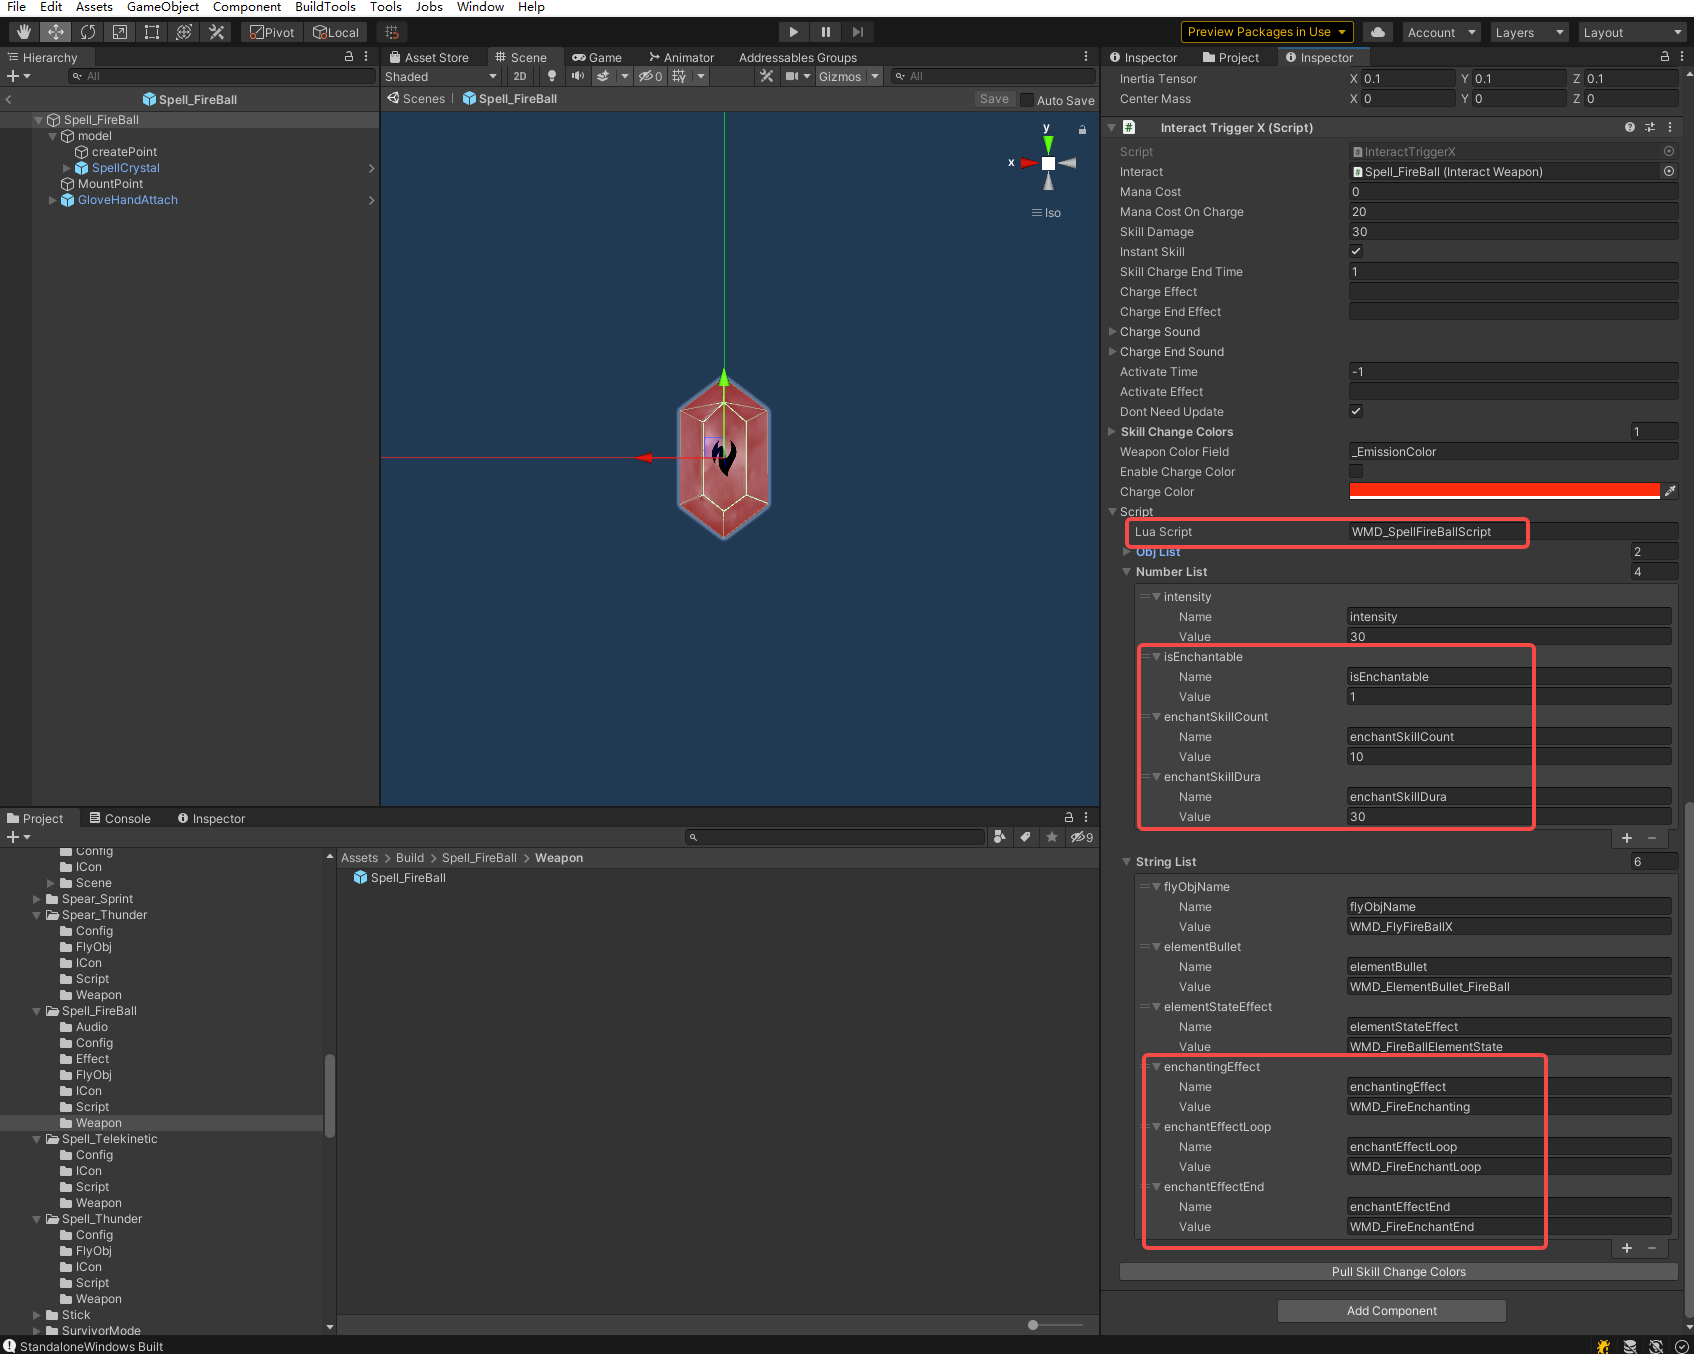 File Edit Assets GameObject Component BuildTools Tools Jobs Window Help
Pivot Local Preview Packages in Use Account Layers Layout
Hierarchy
All
Spell_FireBall
Spell_FireBall
model
createPoint
SpellCrystal
MountPoint
GloveHandAttach
Asset Store Scene Game Animator Addressables Groups
Shaded 2D 0 Gizmos All
Scenes Spell_FireBall Save Auto Save
y
x
Iso
Inspector Project Inspector
Inertia Tensor X 0.1 Y 0.1 Z 0.1
Center Mass X 0 Y 0 Z 0
Interact Trigger X (Script)
Script InteractTriggerX
Interact Spell_FireBall (Interact Weapon)
Mana Cost 0
Mana Cost On Charge 20
Skill Damage 30
Instant Skill
Skill Charge End Time 1
Charge Effect
Charge End Effect
Charge Sound
Charge End Sound
Activate Time -1
Activate Effect
Dont Need Update
Skill Change Colors 1
Weapon Color Field _EmissionColor
Enable Charge Color
Charge Color
Script
Lua Script WMD_SpellFireBallScript
Obj List 2
Number List 4
intensity
Name intensity
Value 30
isEnchantable
Name isEnchantable
Value 1
enchantSkillCount
Name enchantSkillCount
Value 10
enchantSkillDura
Name enchantSkillDura
Value 30
String List 6
flyObjName
Name flyObjName
Value WMD_FlyFireBallX
elementBullet
Name elementBullet
Value WMD_ElementBullet_FireBall
elementStateEffect
Name elementStateEffect
Value WMD_FireBallElementState
enchantingEffect
Name enchantingEffect
Value WMD_FireEnchanting
enchantEffectLoop
Name enchantEffectLoop
Value WMD_FireEnchantLoop
enchantEffectEnd
Name enchantEffectEnd
Value WMD_FireEnchantEnd
Pull Skill Change Colors
Add Component
Project Console Inspector
9
Config
ICon
Scene
Spear_Sprint
Spear_Thunder
Config
FlyObj
ICon
Script
Weapon
Spell_FireBall
Audio
Config
Effect
FlyObj
ICon
Script
Weapon
Spell_Telekinetic
Config
ICon
Script
Weapon
Spell_Thunder
Config
FlyObj
ICon
Script
Weapon
Stick
SurvivorMode
Assets > Build > Spell_FireBall > Weapon
Spell_FireBall
StandaloneWindows Built